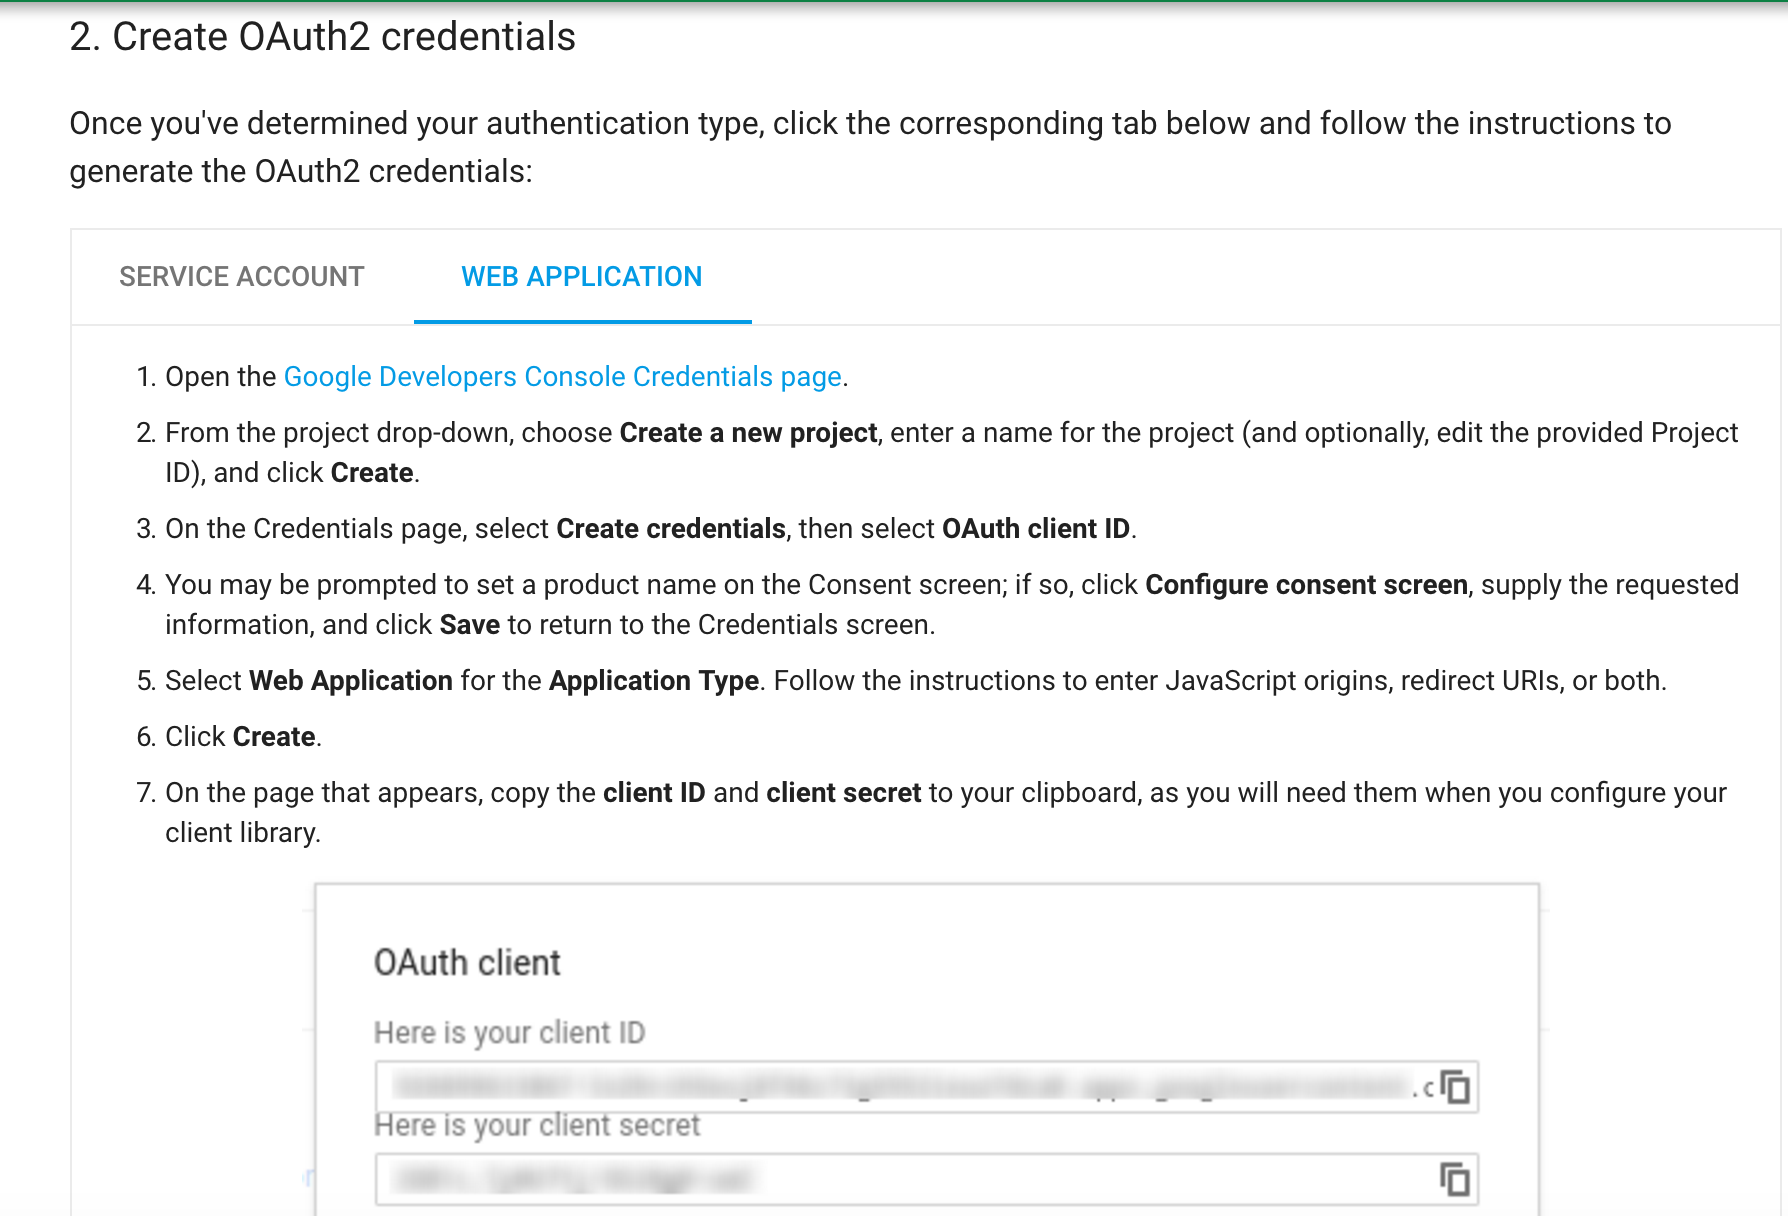 2. Create OAuth2 credentials
Once you've determined your authentication type, click the corresponding tab below and follow the instructions to
generate the OAuth2 credentials:
SERVICE ACCOUNT
WEB APPLICATION
1. Open the Google Developers Console Credentials page.
2. From the project drop-down, choose Create a new project, enter a name for the project (and optionally, edit the provided Project
ID), and click Create.
3. On the Credentials page, select Create credentials, then select OAuth client ID.
4. You may be prompted to set a product name on the Consent screen; if so, click Configure consent screen, supply the requested
information, and click Save to return to the Credentials screen.
5. Select Web Application for the Application Type. Follow the instructions to enter JavaScript origins, redirect URIs, or both.
6. Click Create.
7. On the page that appears, copy the client ID and client secret to your clipboard, as you will need them when you configure your
client library.
OAuth client
Here is your client ID
.c
Here is your client secret